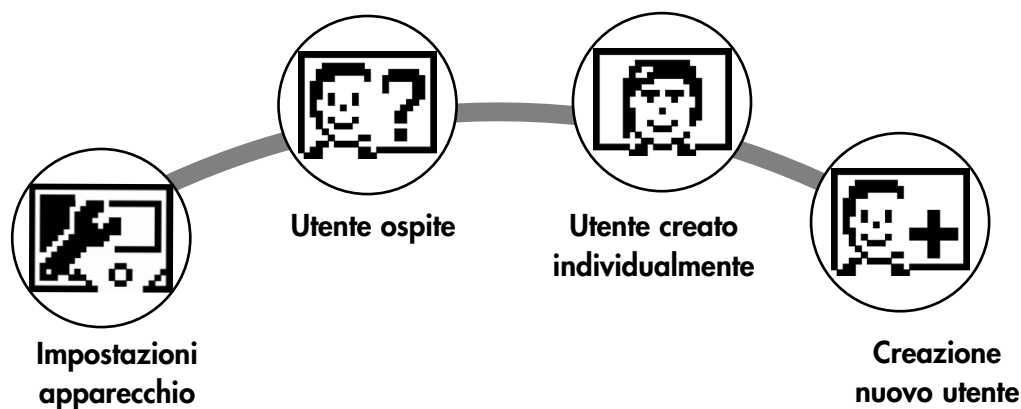 Utente ospite
Utente creato
individualmente
Impostazioni
apparecchio
Creazione
nuovo utente